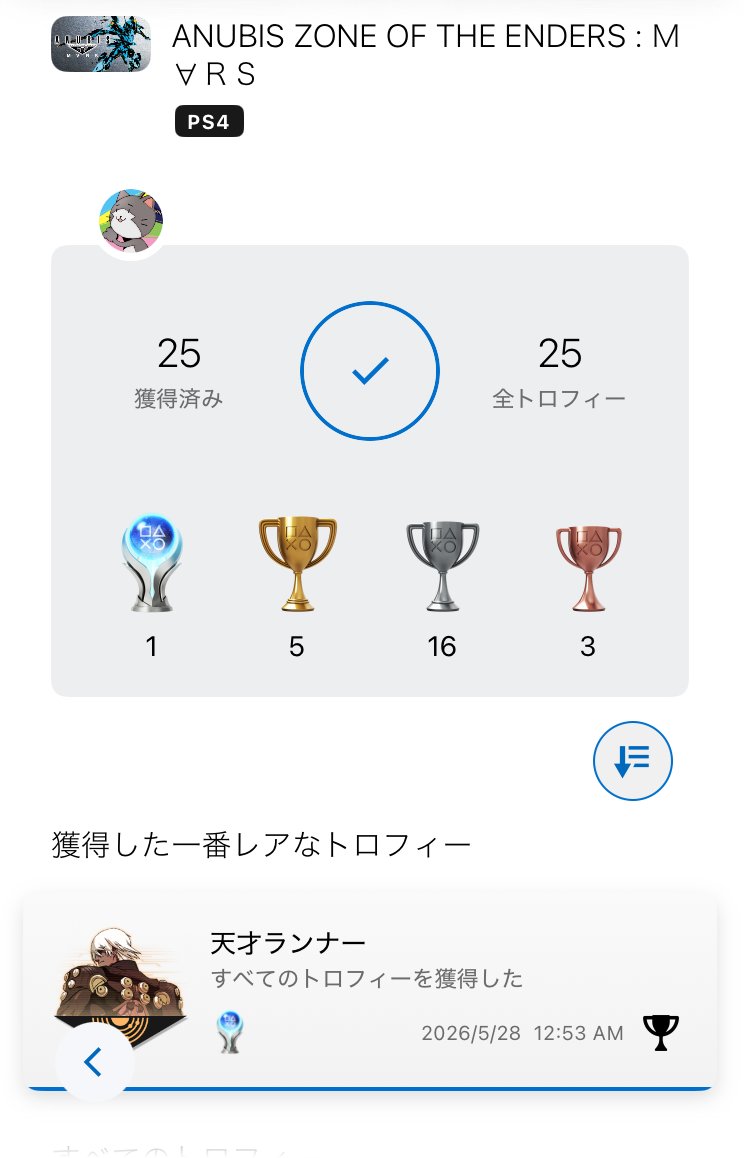 ANUBIS ZONE OF THE ENDERS : M
∀ R S
PS4
25
獲得済み
25
全トロフィー
1
5
16
3
獲得した一番レアなトロフィー
天才ランナー
すべてのトロフィーを獲得した
2026/5/28 12:53 AM